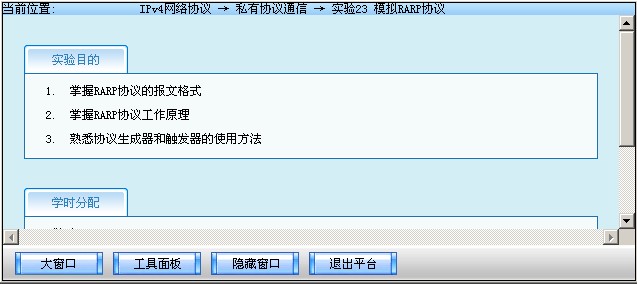 当前位置: IPv4网络协议 → 私有协议通信 → 实验23 模拟RARP协议
实验目的
1. 掌握RARP协议的报文格式
2. 掌握RARP协议工作原理
3. 熟悉协议生成器和触发器的使用方法
学时分配
大窗口 工具面板 隐藏窗口 退出平台